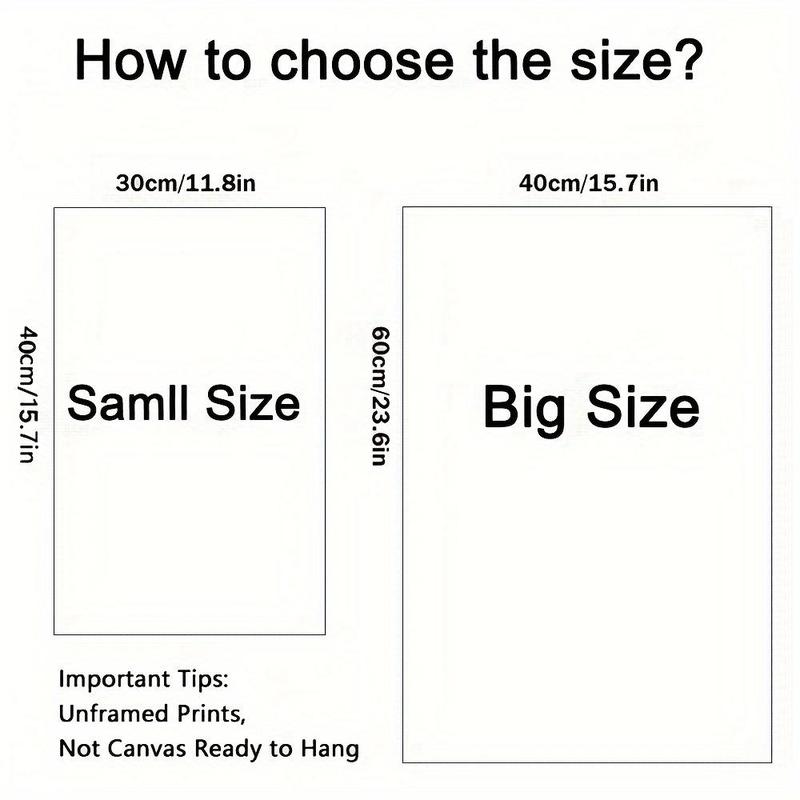 How to choose the size?
30cm/11.8in
40cm/15.7in
40cm/15.7in
Samll Size
60cm/23.6in
Big Size
Important Tips:
Unframed Prints,
Not Canvas Ready to Hang